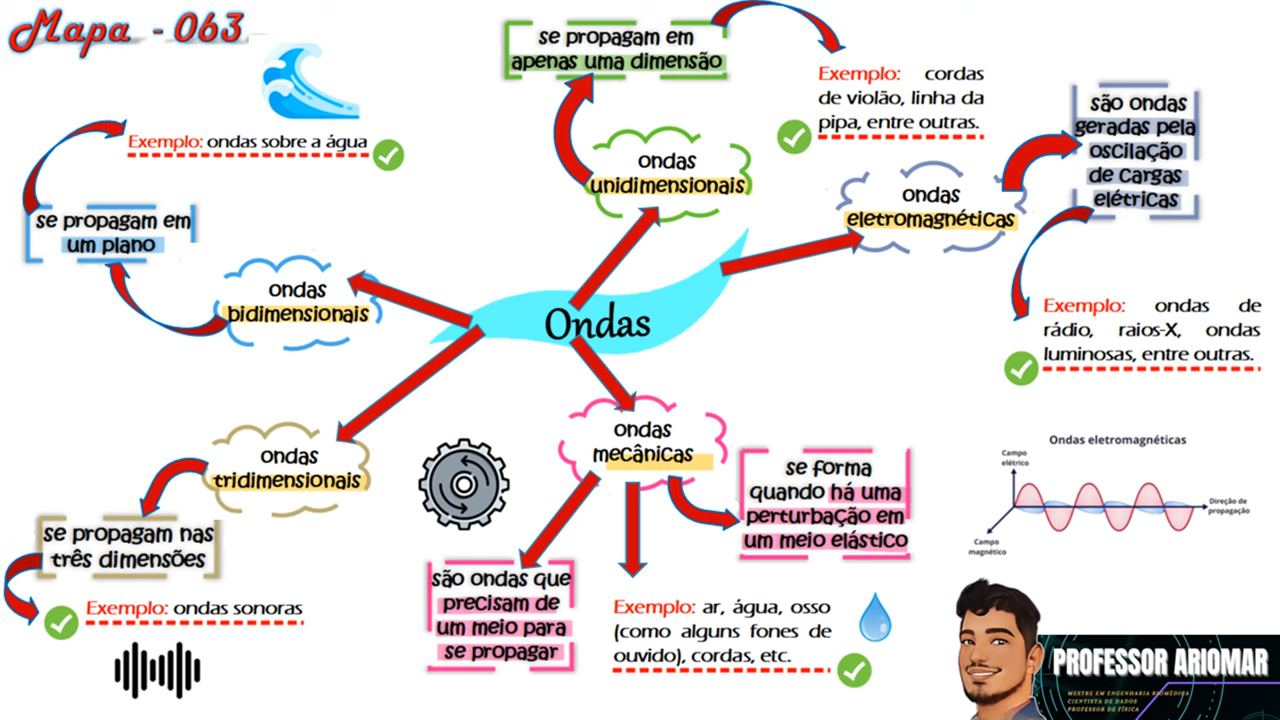 Mapa - 063
se propagam em
apenas uma dimensão
Exemplo: cordas
de violão, linha da
pipa, entre outras.
são ondas
geradas pela
oscilação
de cargas
elétricas
Exemplo: ondas sobre a água
ondas
unidimensionais
ondas
eletromagnéticas
se propagam em
um plano
ondas
bidimensionais
Ondas
Exemplo: ondas de
rádio, raios-X, ondas
luminosas, entre outras.
ondas
tridimensionais
ondas
mecânicas
se forma
quando há uma
perturbação em
um meio elástico
Ondas eletromagnéticas
Campo
elétrico
Direção de
propagação
Campo
magnético
se propagam nas
três dimensões
Exemplo: ondas sonoras
são ondas que
precisam de
um meio para
se propagar
Exemplo: ar, água, osso
(como alguns fones de
ouvido), cordas, etc.
PROFESSOR ARIOMAR
MESTRE EM ENGENHARIA BIOMÉDICA
CIENTISTA DE DADOS
PROFESSOR DE FÍSICA